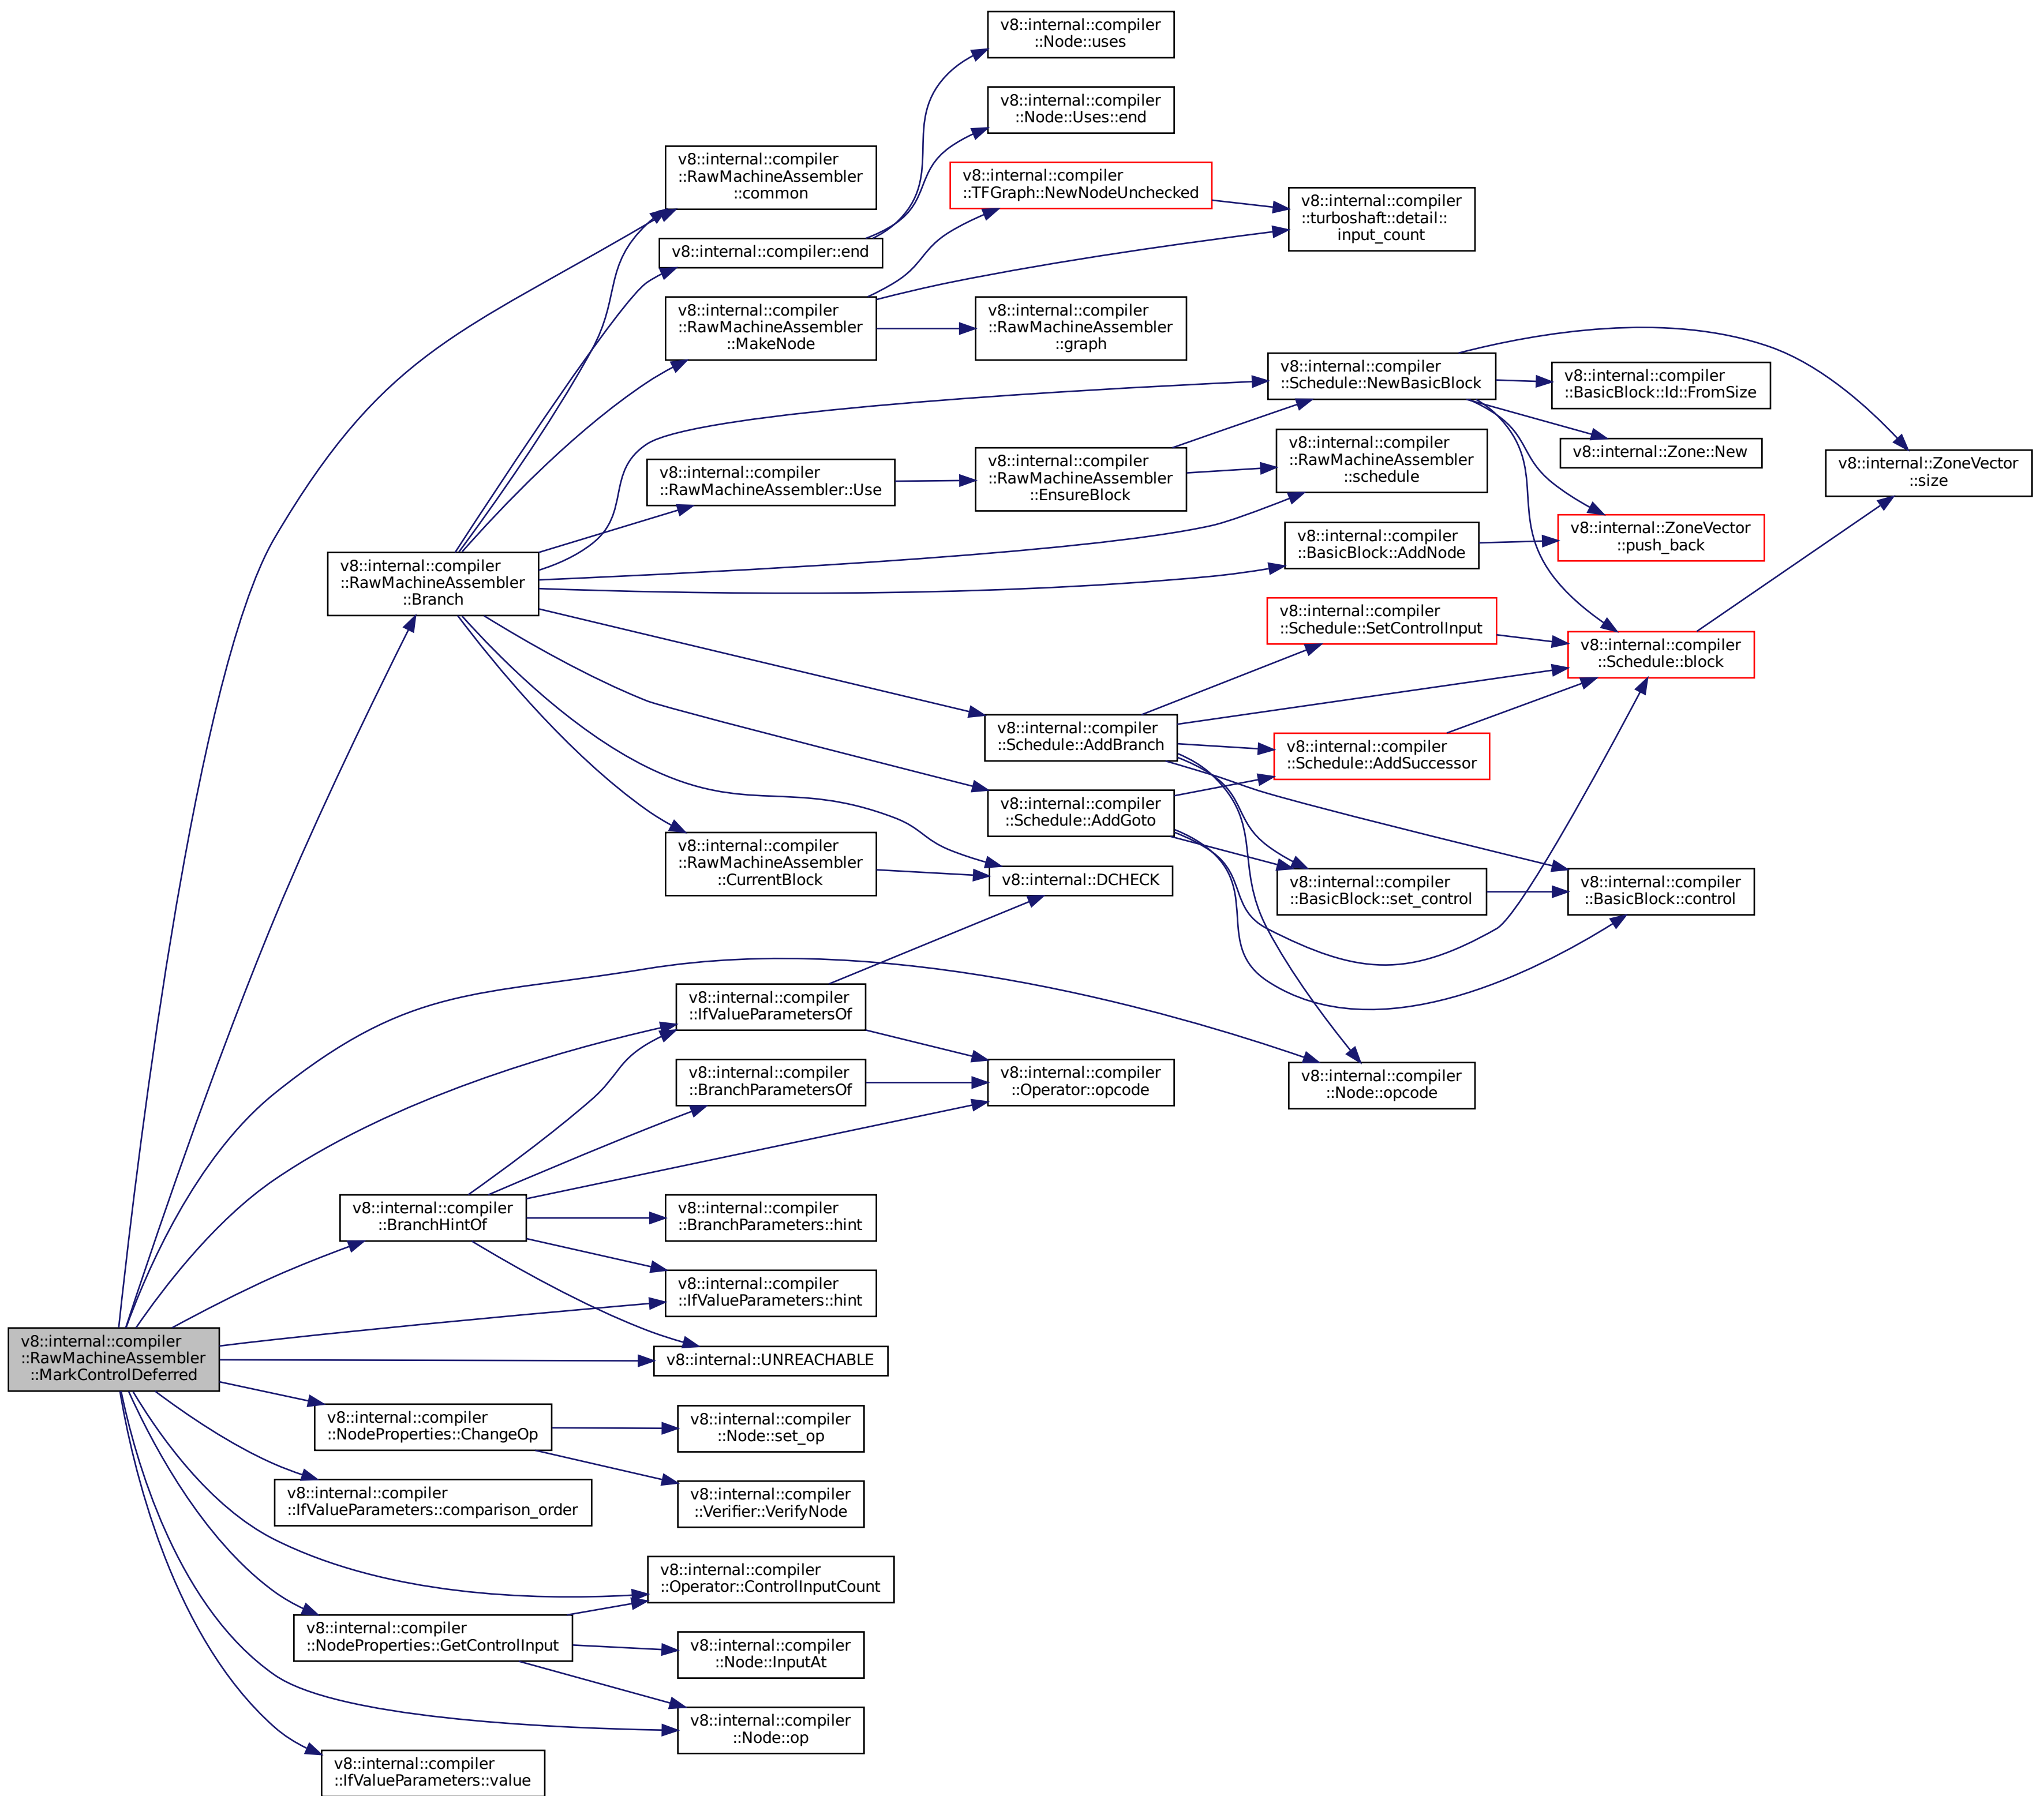 v8::internal::compiler
::Node::uses
v8::internal::compiler
::Node::Uses::end
v8::internal::compiler
::RawMachineAssembler
::common
v8::internal::compiler
::TFGraph::NewNodeUnchecked
v8::internal::compiler
::turboshaft::detail::
input_count
v8::internal::compiler::end
v8::internal::compiler
::RawMachineAssembler
::MakeNode
v8::internal::compiler
::RawMachineAssembler
::graph
v8::internal::compiler
::Schedule::NewBasicBlock
v8::internal::compiler
::BasicBlock::Id::FromSize
v8::internal::compiler
::RawMachineAssembler
::schedule
v8::internal::Zone::New
v8::internal::ZoneVector
::size
v8::internal::compiler
::RawMachineAssembler::Use
v8::internal::compiler
::RawMachineAssembler
::EnsureBlock
v8::internal::compiler
::BasicBlock::AddNode
v8::internal::ZoneVector
::push_back
v8::internal::compiler
::RawMachineAssembler
::Branch
v8::internal::compiler
::Schedule::SetControlInput
v8::internal::compiler
::Schedule::block
v8::internal::compiler
::Schedule::AddBranch
v8::internal::compiler
::Schedule::AddSuccessor
v8::internal::compiler
::Schedule::AddGoto
v8::internal::compiler
::RawMachineAssembler
::CurrentBlock
v8::internal::DCHECK
v8::internal::compiler
::BasicBlock::set_control
v8::internal::compiler
::BasicBlock::control
v8::internal::compiler
::IfValueParametersOf
v8::internal::compiler
::BranchParametersOf
v8::internal::compiler
::Operator::opcode
v8::internal::compiler
::Node::opcode
v8::internal::compiler
::BranchHintOf
v8::internal::compiler
::BranchParameters::hint
v8::internal::compiler
::IfValueParameters::hint
v8::internal::compiler
::RawMachineAssembler
::MarkControlDeferred
v8::internal::UNREACHABLE
v8::internal::compiler
::NodeProperties::ChangeOp
v8::internal::compiler
::Node::set_op
v8::internal::compiler
::IfValueParameters::comparison_order
v8::internal::compiler
::Verifier::VerifyNode
v8::internal::compiler
::Operator::ControlInputCount
v8::internal::compiler
::NodeProperties::GetControlInput
v8::internal::compiler
::Node::InputAt
v8::internal::compiler
::Node::op
v8::internal::compiler
::IfValueParameters::value